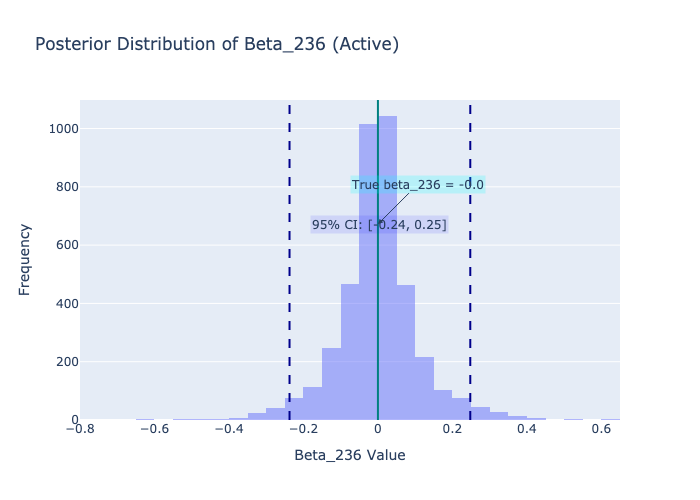 Posterior Distribution of Beta_236 (Active)
1000
800
600
400
200
0
Frequency
True beta_236 = -0.0
95% CI: [-0.24, 0.25]
−0.8
−0.6
−0.4
−0.2
0
0.2
0.4
0.6
Beta_236 Value